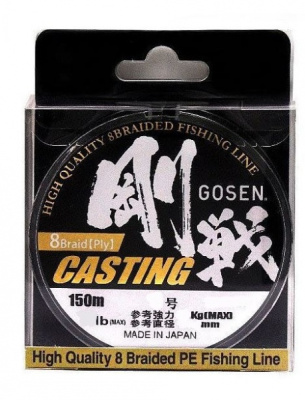 HIGH QUALITY 8BRAIDED FISHING LINE
剛戦
GOSEN
8Braid[Ply]
CASTING
150m 号
lb(MAX) 参考強力 Kg(MAX)
参考直径 mm
MADE IN JAPAN
High Quality 8 Braided PE Fishing Line